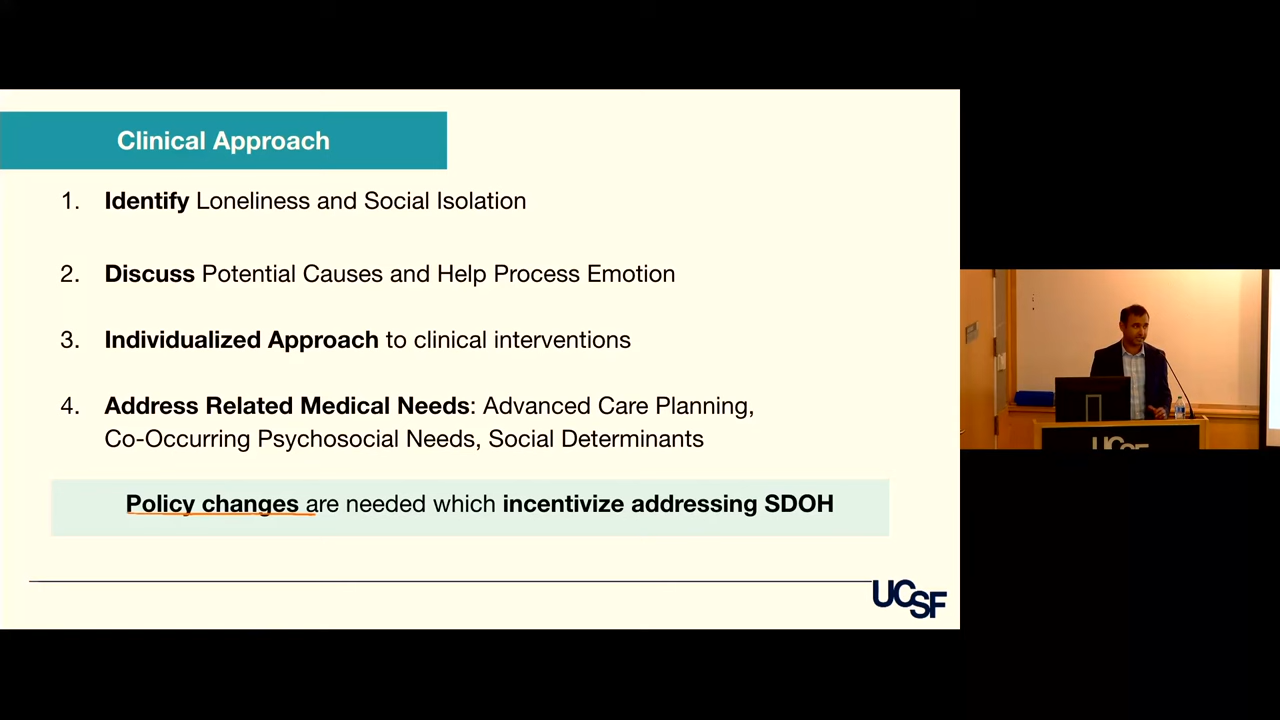 Clinical Approach
1. Identify Loneliness and Social Isolation
2. Discuss Potential Causes and Help Process Emotion
3. Individualized Approach to clinical interventions
4. Address Related Medical Needs: Advanced Care Planning,
Co-Occurring Psychosocial Needs, Social Determinants
Policy changes are needed which incentivize addressing SDOH
UCSF
UCSF